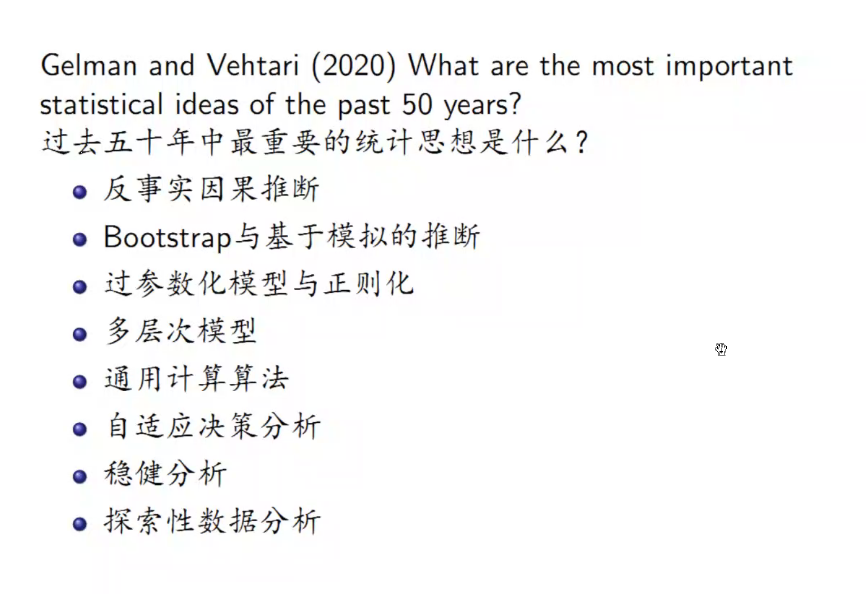 Gelman and Vehtari (2020) What are the most important
statistical ideas of the past 50 years?
过去五十年中最重要的统计思想是什么?
反事实因果推断
Bootstrap与基于模拟的推断
过参数化模型与正则化
多层次模型
通用计算算法
自适应决策分析
稳健分析
探索性数据分析